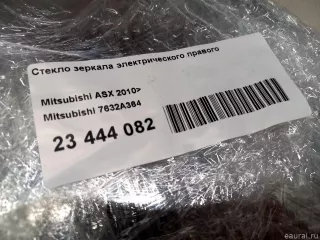 Стекло зеркала электрического правого
Mitsubishi ASX 2010>
Mitsubishi 7632A384
23 444 082
eaural.ru